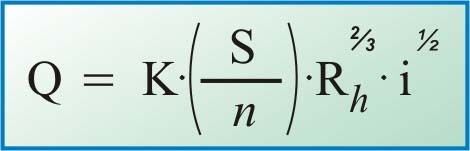 Q = K·(S/n)·R_h^⅔·i^½